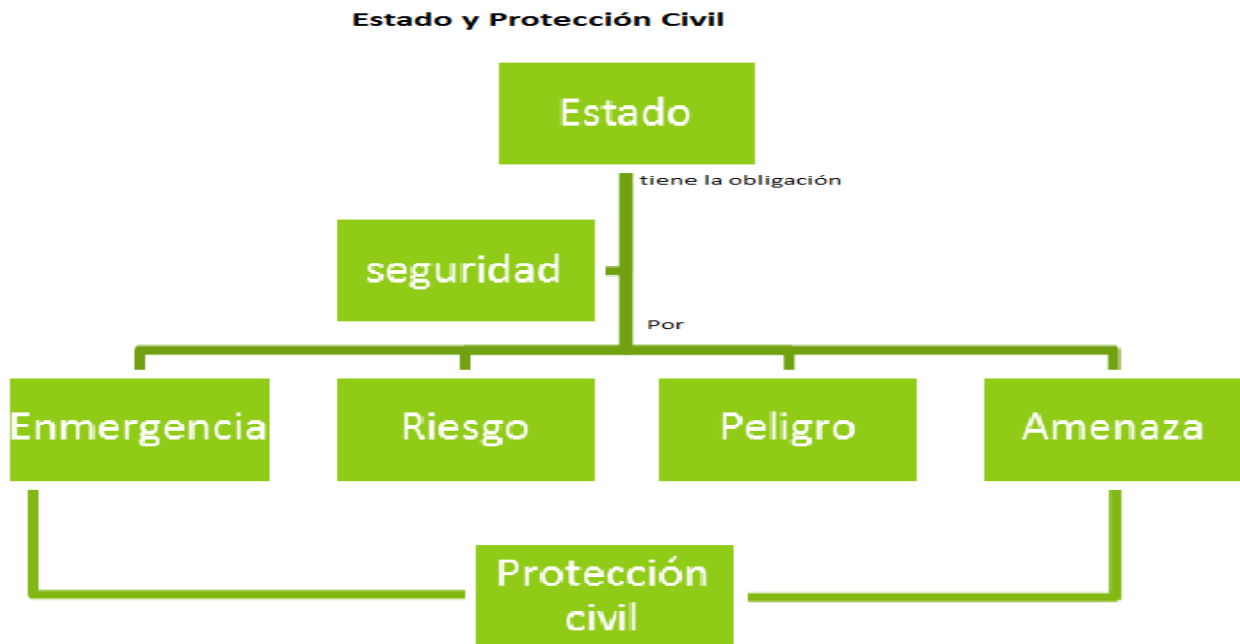 Estado y Protección Civil
Estado
tiene la obligación
seguridad
Por
Enmergencia
Riesgo
Peligro
Amenaza
Protección
civil